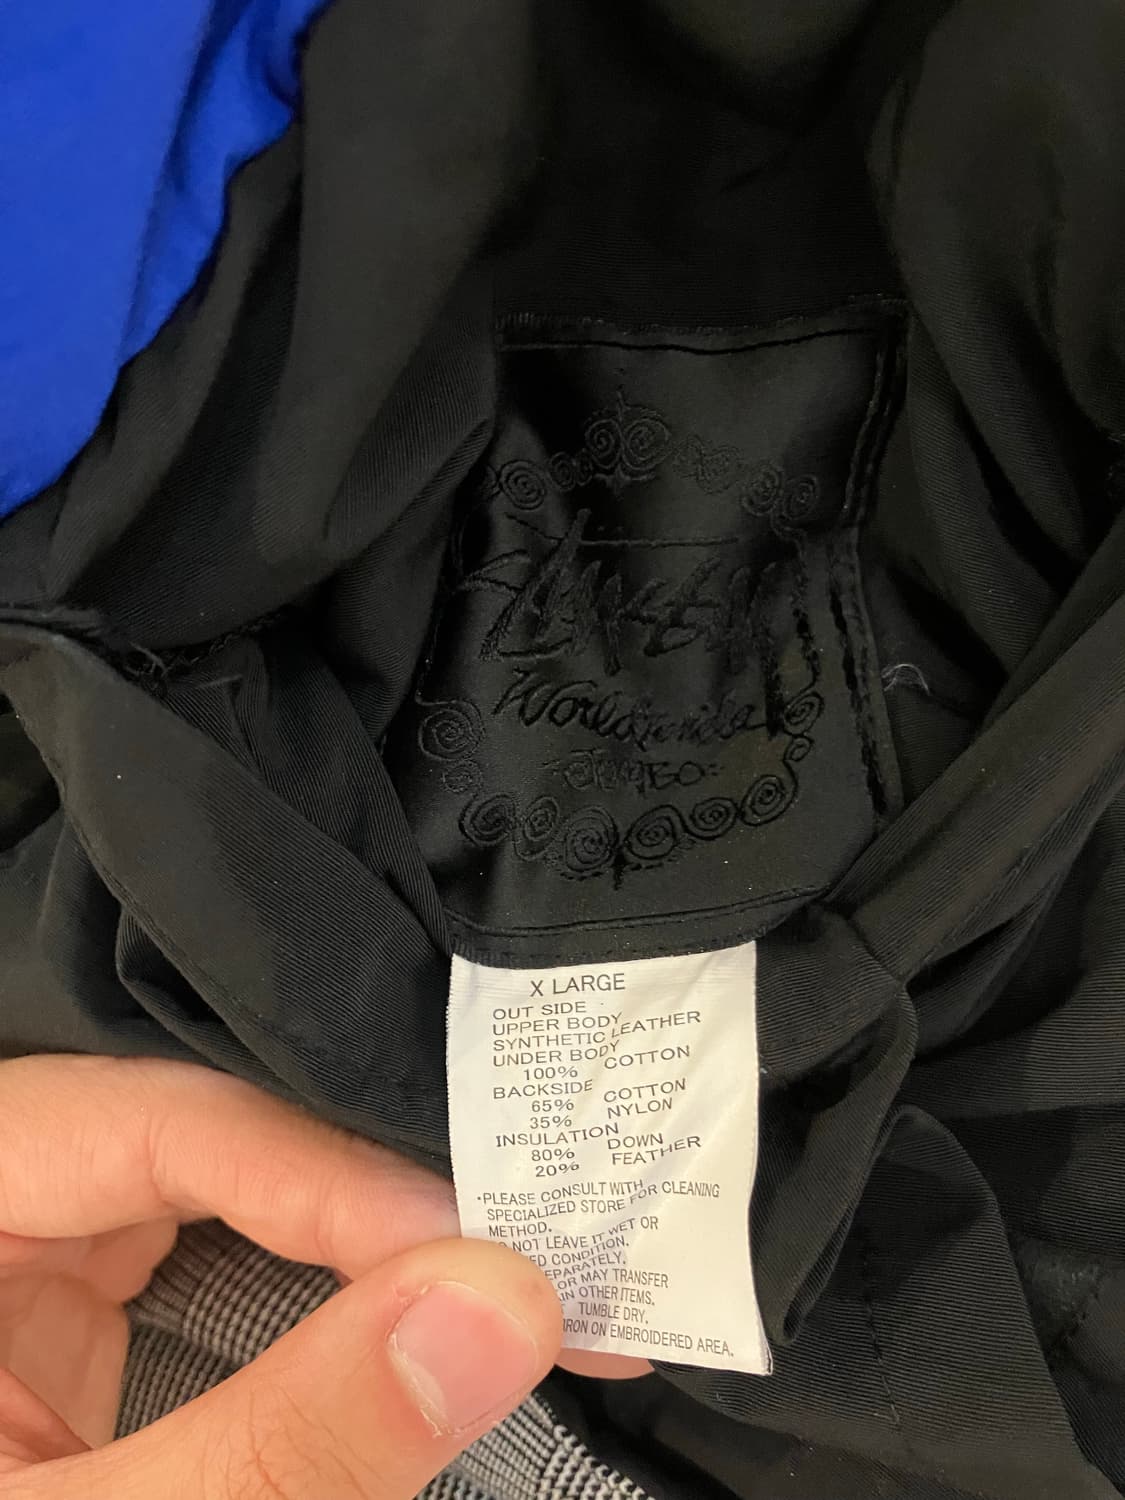 Stüssy
Worldwide
X LARGE
OUT SIDE
UPPER BODY
SYNTHETIC LEATHER
UNDER BODY
100% COTTON
BACKSIDE
65% COTTON
35% NYLON
INSULATION
80% DOWN
20% FEATHER
*PLEASE CONSULT WITH
SPECIALIZED STORE FOR CLEANING
METHOD.
NOT LEAVE IT WET OR
CONDITION.
OR MAY TRANSFER
OTHER ITEMS.
TUMBLE DRY.
IRON ON EMBROIDERED AREA.